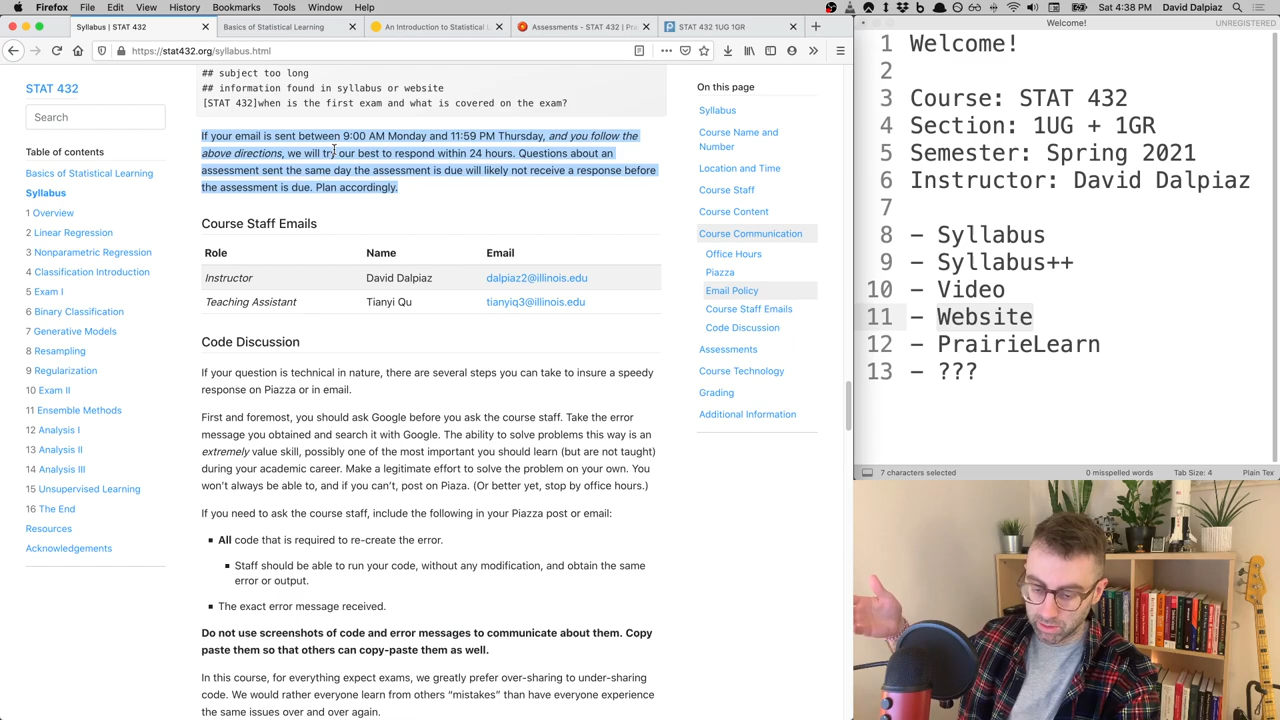 Firefox File Edit View History Bookmarks Tools Window Help Sat 4:38 PM David Dalpiaz
Syllabus | STAT 432
Basics of Statistical Learning
An Introduction to Statistical L
Assessments - STAT 432 | Pra
STAT 432 1UG 1GR
https://stat432.org/syllabus.html
STAT 432
Search
Table of contents
Basics of Statistical Learning
Syllabus
1 Overview
2 Linear Regression
3 Nonparametric Regression
4 Classification Introduction
5 Exam I
6 Binary Classification
7 Generative Models
8 Resampling
9 Regularization
10 Exam II
11 Ensemble Methods
12 Analysis I
13 Analysis II
14 Analysis III
15 Unsupervised Learning
16 The End
Resources
Acknowledgements
## subject too long
## information found in syllabus or website
[STAT 432]when is the first exam and what is covered on the exam?
If your email is sent between 9:00 AM Monday and 11:59 PM Thursday, and you follow the
above directions, we will try our best to respond within 24 hours. Questions about an
assessment sent the same day the assessment is due will likely not receive a response before
the assessment is due. Plan accordingly.
Course Staff Emails
Role Name Email
Instructor David Dalpiaz dalpiaz2@illinois.edu
Teaching Assistant Tianyi Qu tianyiq3@illinois.edu
Code Discussion
If your question is technical in nature, there are several steps you can take to insure a speedy
response on Piazza or in email.
First and foremost, you should ask Google before you ask the course staff. Take the error
message you obtained and search it with Google. The ability to solve problems this way is an
extremely value skill, possibly one of the most important you should learn (but are not taught)
during your academic career. Make a legitimate effort to solve the problem on your own. You
won't always be able to, and if you can't, post on Piaza. (Or better yet, stop by office hours.)
If you need to ask the course staff, include the following in your Piazza post or email:
▪ All code that is required to re-create the error.
▪ Staff should be able to run your code, without any modification, and obtain the same
error or output.
▪ The exact error message received.
Do not use screenshots of code and error messages to communicate about them. Copy
paste them so that others can copy-paste them as well.
In this course, for everything expect exams, we greatly prefer over-sharing to under-sharing
code. We would rather everyone learn from others “mistakes” than have everyone experience
the same issues over and over again.
On this page
Syllabus
Course Name and
Number
Location and Time
Course Staff
Course Content
Course Communication
Office Hours
Piazza
Email Policy
Course Staff Emails
Code Discussion
Assessments
Course Technology
Grading
Additional Information
Welcome! UNREGISTERED
1 Welcome!
2
3 Course: STAT 432
4 Section: 1UG + 1GR
5 Semester: Spring 2021
6 Instructor: David Dalpiaz
7
8 - Syllabus
9 - Syllabus++
10 - Video
11 - Website
12 - PrairieLearn
13 - ???
7 characters selected 0 misspelled words Tab Size: 4 Plain Tex